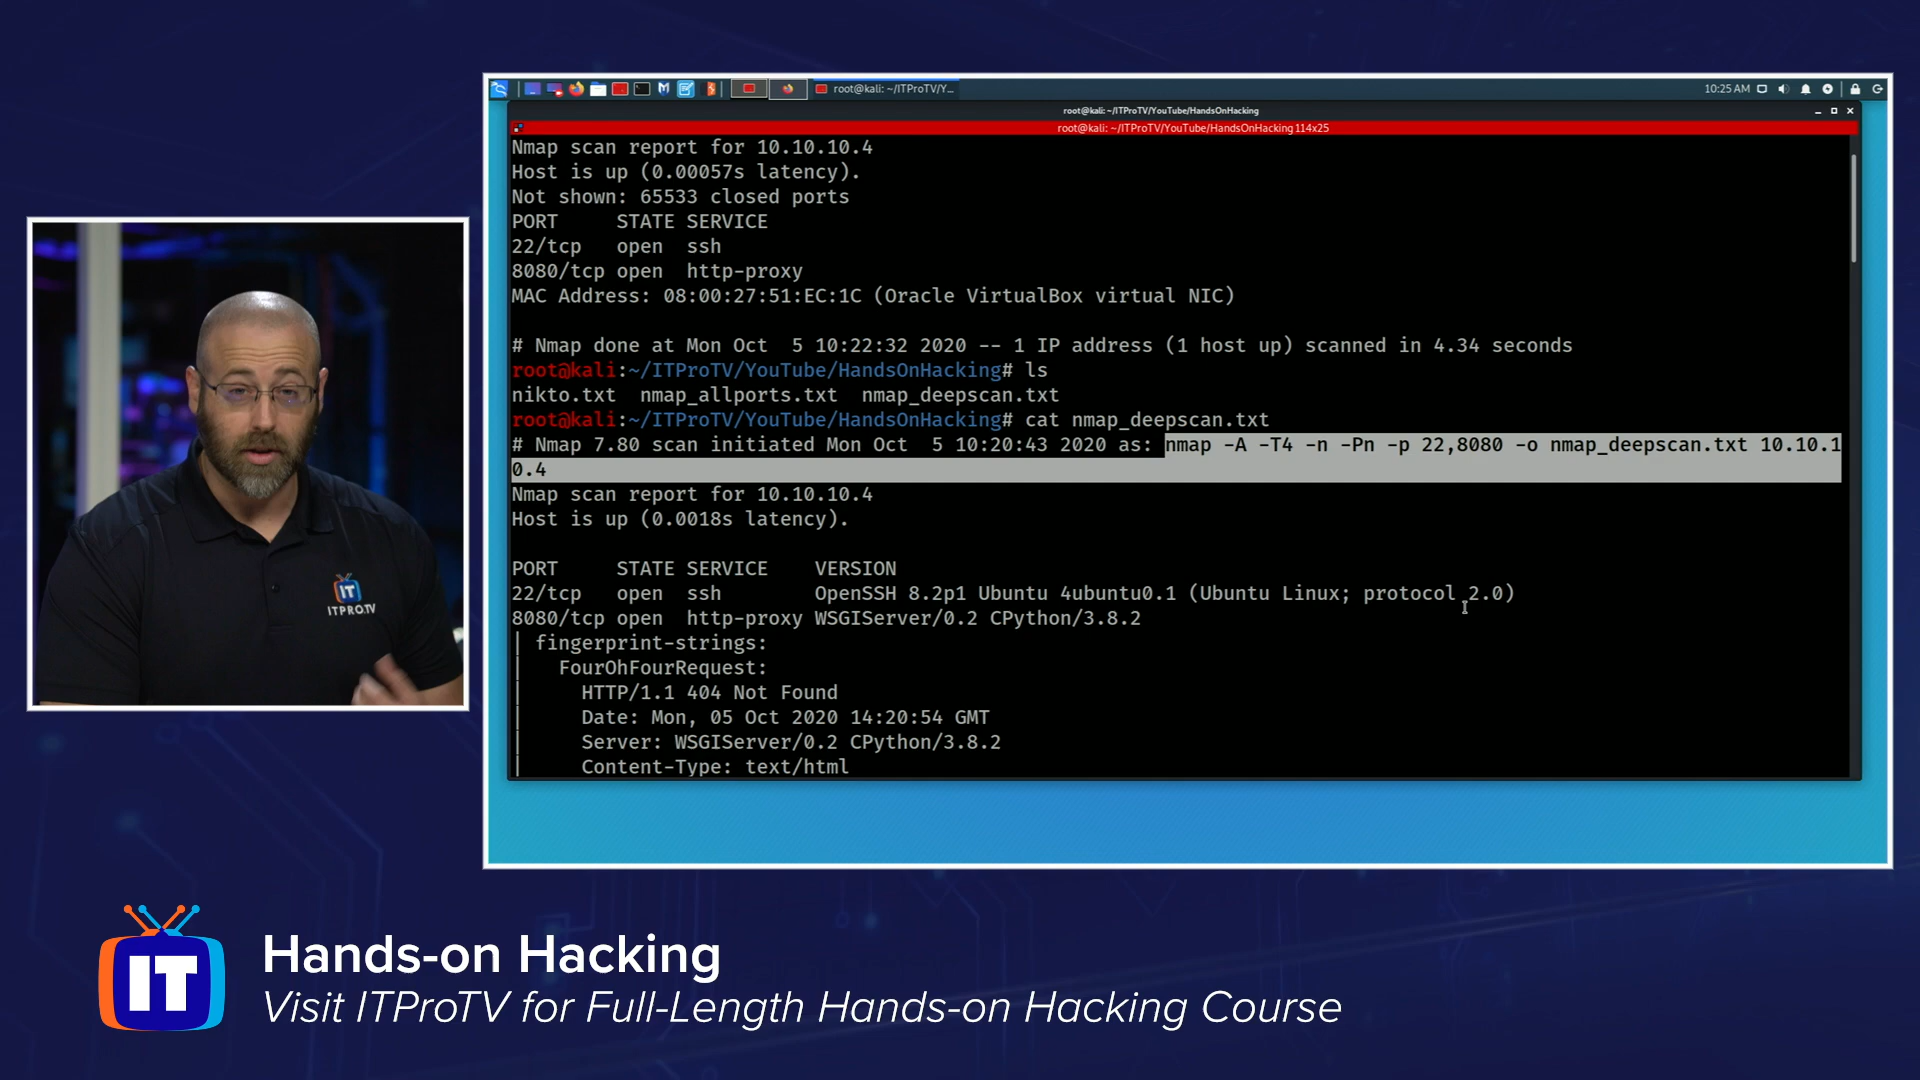 root@kali: ~/ITProTV/Y...
10:25 AM
root@kali: ~/ITProTV/YouTube/HandsOnHacking
root@kali: ~/ITProTV/YouTube/HandsOnHacking 114x25
Nmap scan report for 10.10.10.4
Host is up (0.00057s latency).
Not shown: 65533 closed ports
PORT     STATE SERVICE
22/tcp   open  ssh
8080/tcp open  http-proxy
MAC Address: 08:00:27:51:EC:1C (Oracle VirtualBox virtual NIC)
# Nmap done at Mon Oct  5 10:22:32 2020 -- 1 IP address (1 host up) scanned in 4.34 seconds
root@kali:~/ITProTV/YouTube/HandsOnHacking# ls
nikto.txt  nmap_allports.txt  nmap_deepscan.txt
root@kali:~/ITProTV/YouTube/HandsOnHacking# cat nmap_deepscan.txt
# Nmap 7.80 scan initiated Mon Oct  5 10:20:43 2020 as: nmap -A -T4 -n -Pn -p 22,8080 -o nmap_deepscan.txt 10.10.1
0.4
Nmap scan report for 10.10.10.4
Host is up (0.0018s latency).
PORT     STATE SERVICE    VERSION
22/tcp   open  ssh        OpenSSH 8.2p1 Ubuntu 4ubuntu0.1 (Ubuntu Linux; protocol 2.0)
8080/tcp open  http-proxy WSGIServer/0.2 CPython/3.8.2
| fingerprint-strings:
|   FourOhFourRequest:
|     HTTP/1.1 404 Not Found
|     Date: Mon, 05 Oct 2020 14:20:54 GMT
|     Server: WSGIServer/0.2 CPython/3.8.2
|     Content-Type: text/html
IT
ITPRO.TV
IT
Hands-on Hacking
Visit ITProTV for Full-Length Hands-on Hacking Course